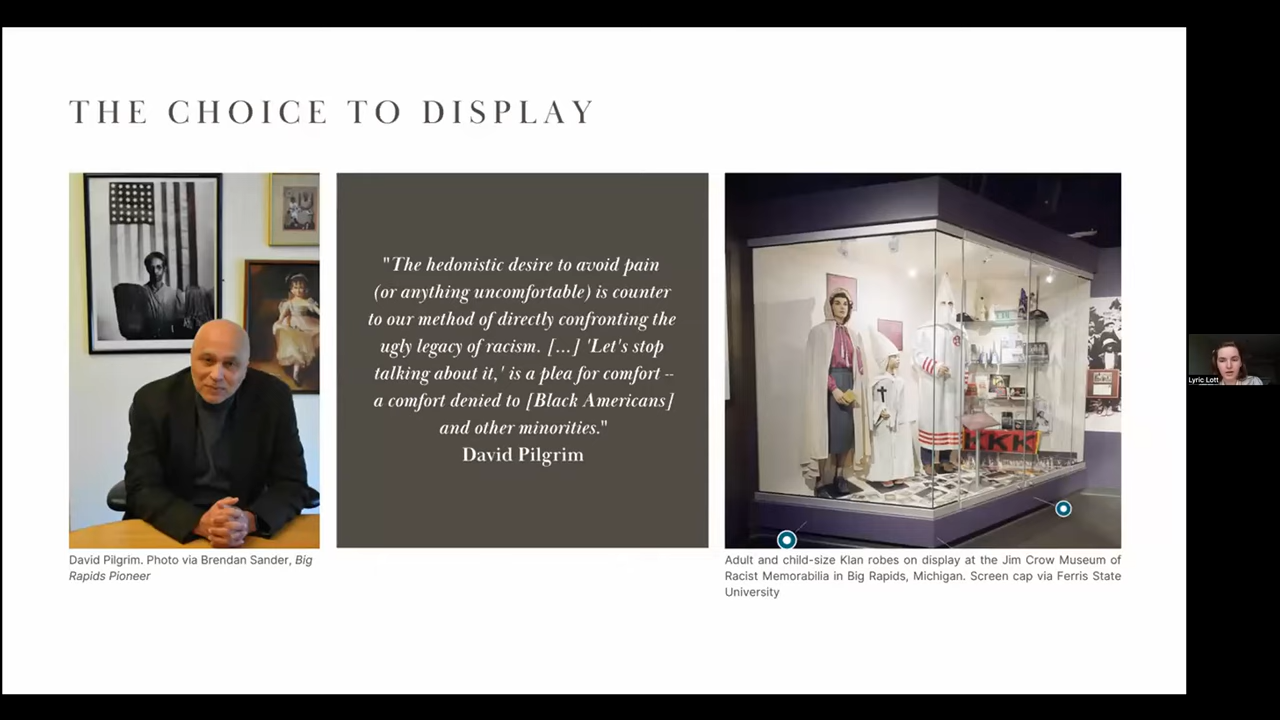 THE CHOICE TO DISPLAY
"The hedonistic desire to avoid pain
(or anything uncomfortable) is counter
to our method of directly confronting the
ugly legacy of racism. [...] 'Let's stop
talking about it,' is a plea for comfort --
a comfort denied to [Black Americans]
and other minorities."
David Pilgrim
KKK
David Pilgrim. Photo via Brendan Sander, Big
Rapids Pioneer
Adult and child-size Klan robes on display at the Jim Crow Museum of
Racist Memorabilia in Big Rapids, Michigan. Screen cap via Ferris State
University
Lyric Lott